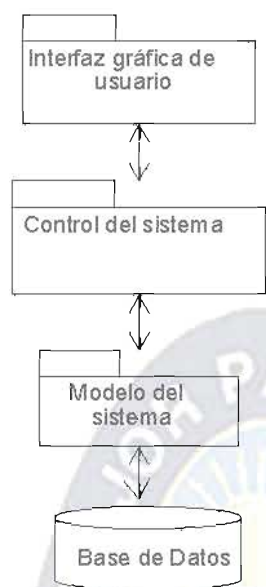 Interfaz gráfica de
usuario
Control del sistema
Modelo del
sistema
Base de Datos